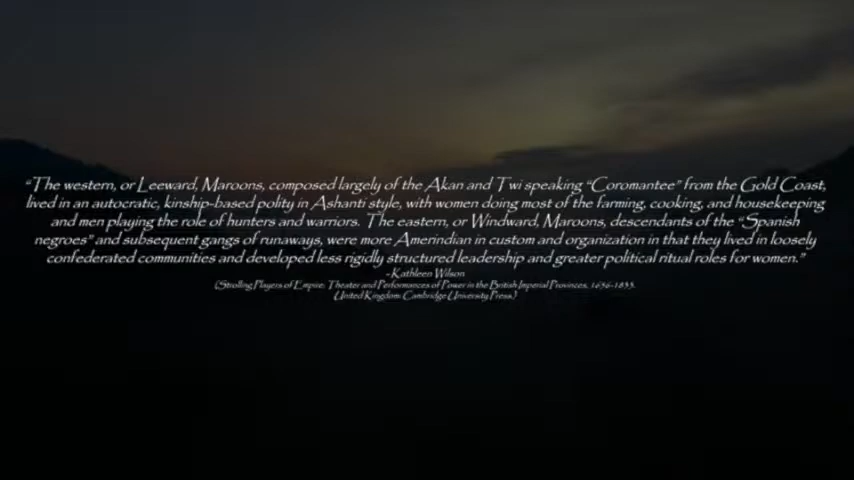 “The western, or Leeward, Maroons, composed largely of the Akan and Twi speaking “Coromantee” from the Gold Coast,
lived in an autocratic, kinship-based polity in Ashanti style, with women doing most of the farming, cooking, and housekeeping
and men playing the role of hunters and warriors. The eastern, or Windward, Maroons, descendants of the “Spanish
negroes” and subsequent gangs of runaways, were more Amerindian in custom and organization in that they lived in loosely
confederated communities and developed less rigidly structured leadership and greater political ritual roles for women.”
-Kathleen Wilson
(Strolling Players of Empire: Theater and Performances of Power in the British Imperial Provinces, 1656-1833.
United Kingdom: Cambridge University Press.)